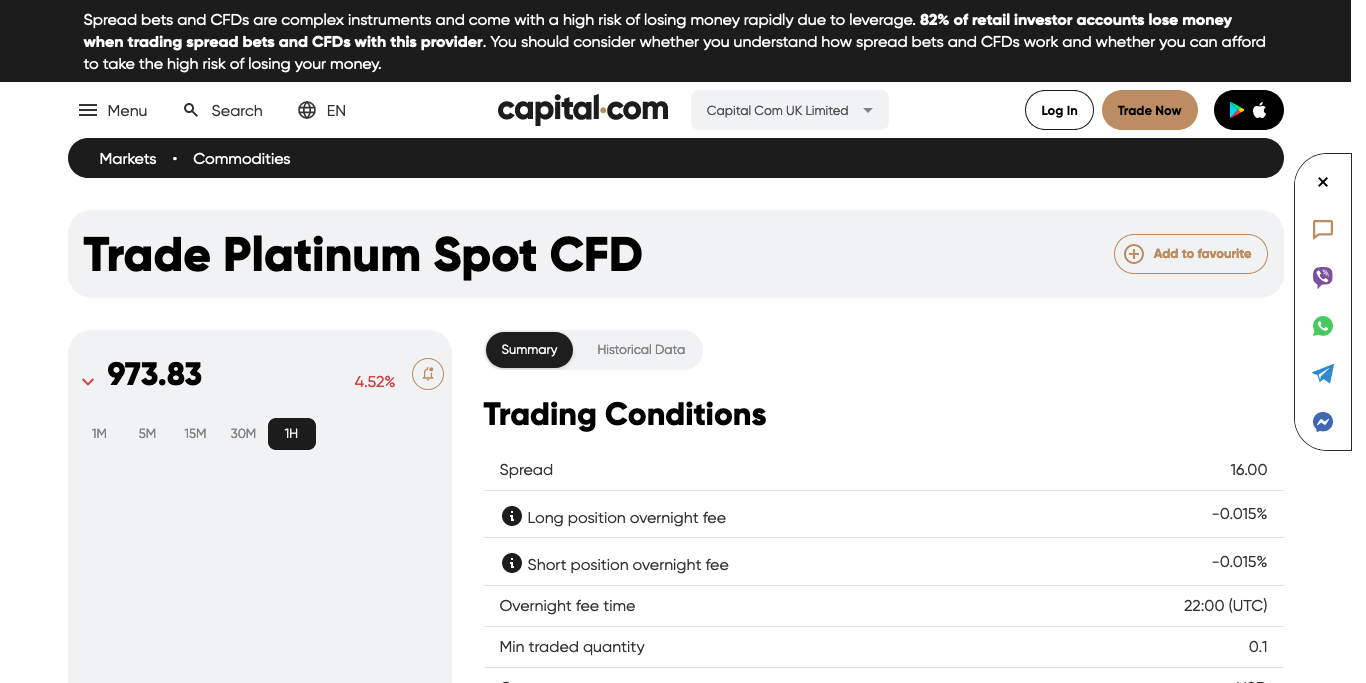 Spread bets and CFDs are complex instruments and come with a high risk of losing money rapidly due to leverage. 82% of retail investor accounts lose money
when trading spread bets and CFDs with this provider. You should consider whether you understand how spread bets and CFDs work and whether you can afford
to take the high risk of losing your money.
Menu Search EN capital.com Capital Com UK Limited Log In Trade Now
Markets • Commodities
Trade Platinum Spot CFD
Add to favourite
973.83 4.52%
1M 5M 15M 30M 1H
Summary Historical Data
Trading Conditions
Spread 16.00
Long position overnight fee -0.015%
Short position overnight fee -0.015%
Overnight fee time 22:00 (UTC)
Min traded quantity 0.1